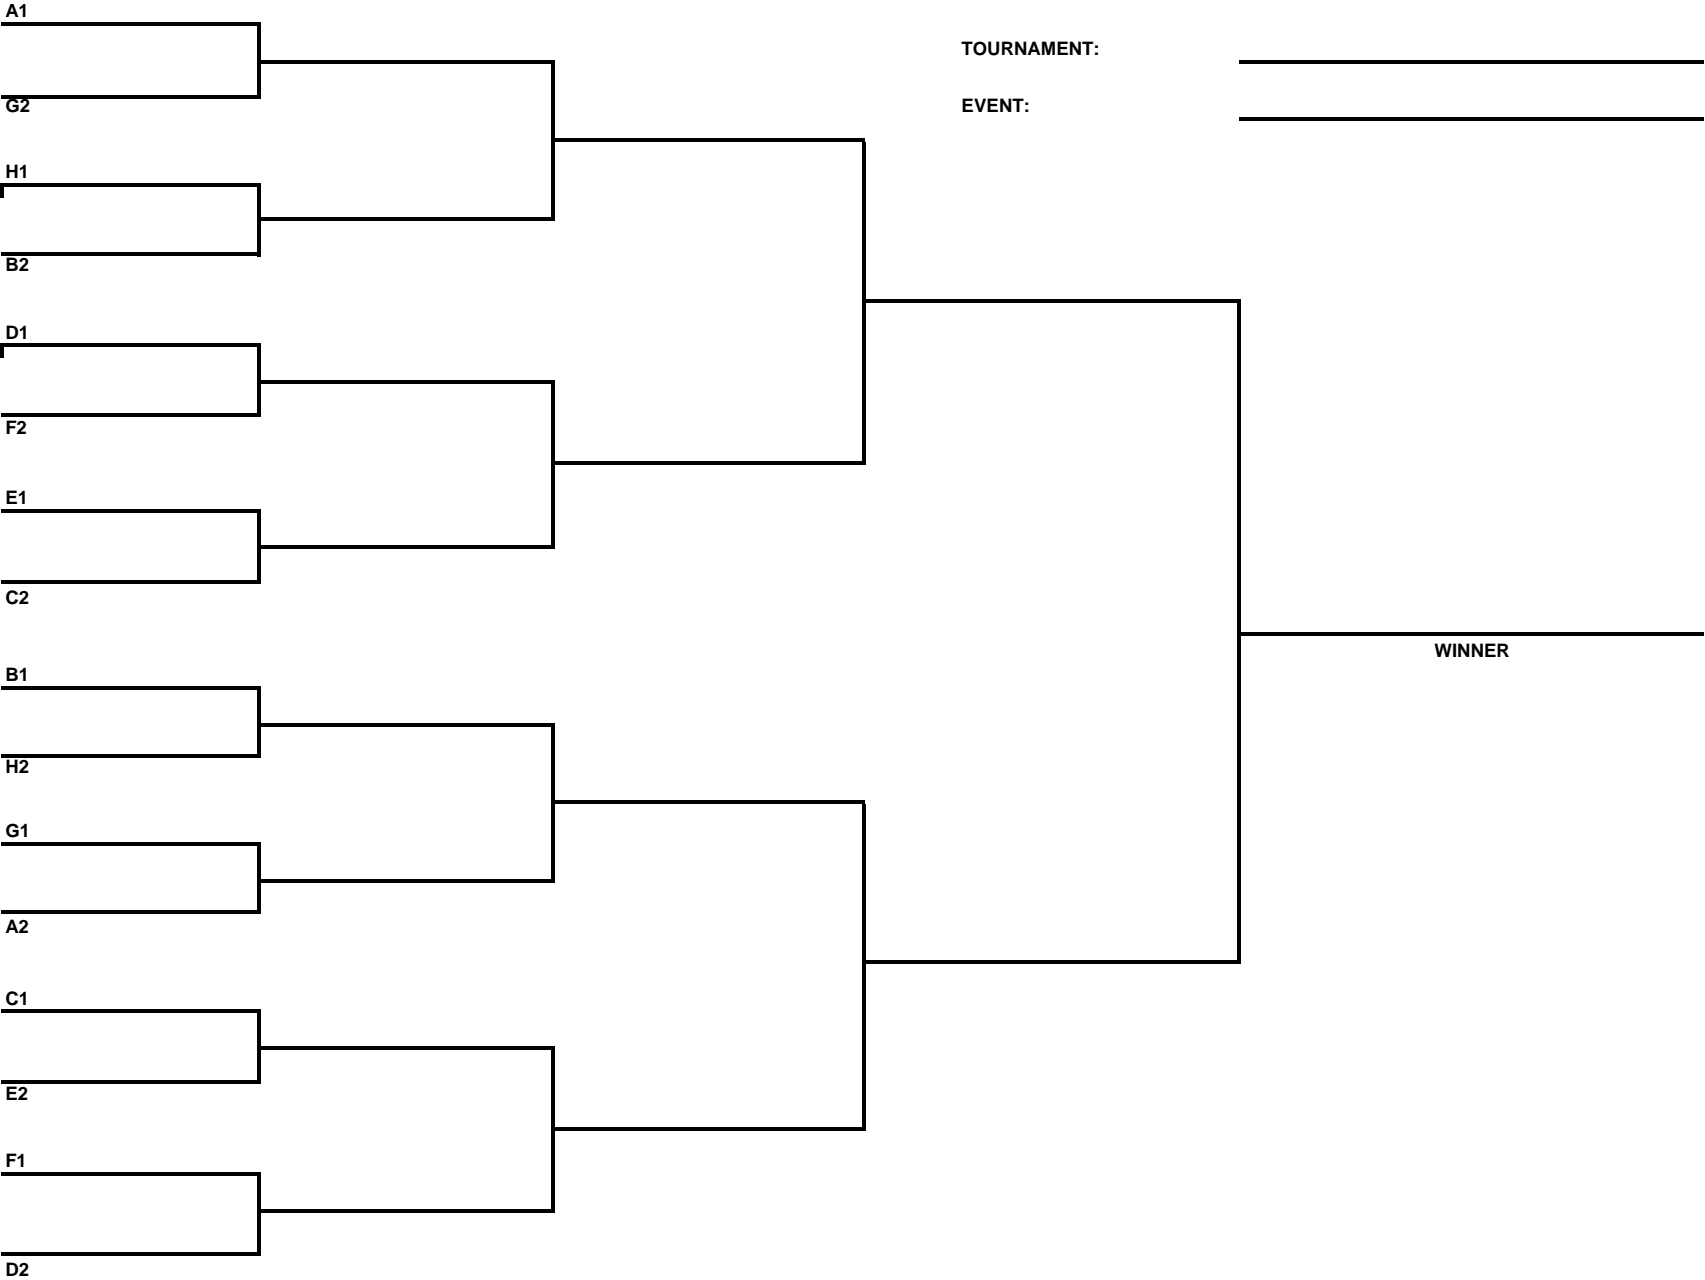 A1
TOURNAMENT:
G2
EVENT:
H1
B2
D1
F2
E1
C2
WINNER
B1
H2
G1
A2
C1
E2
F1
D2